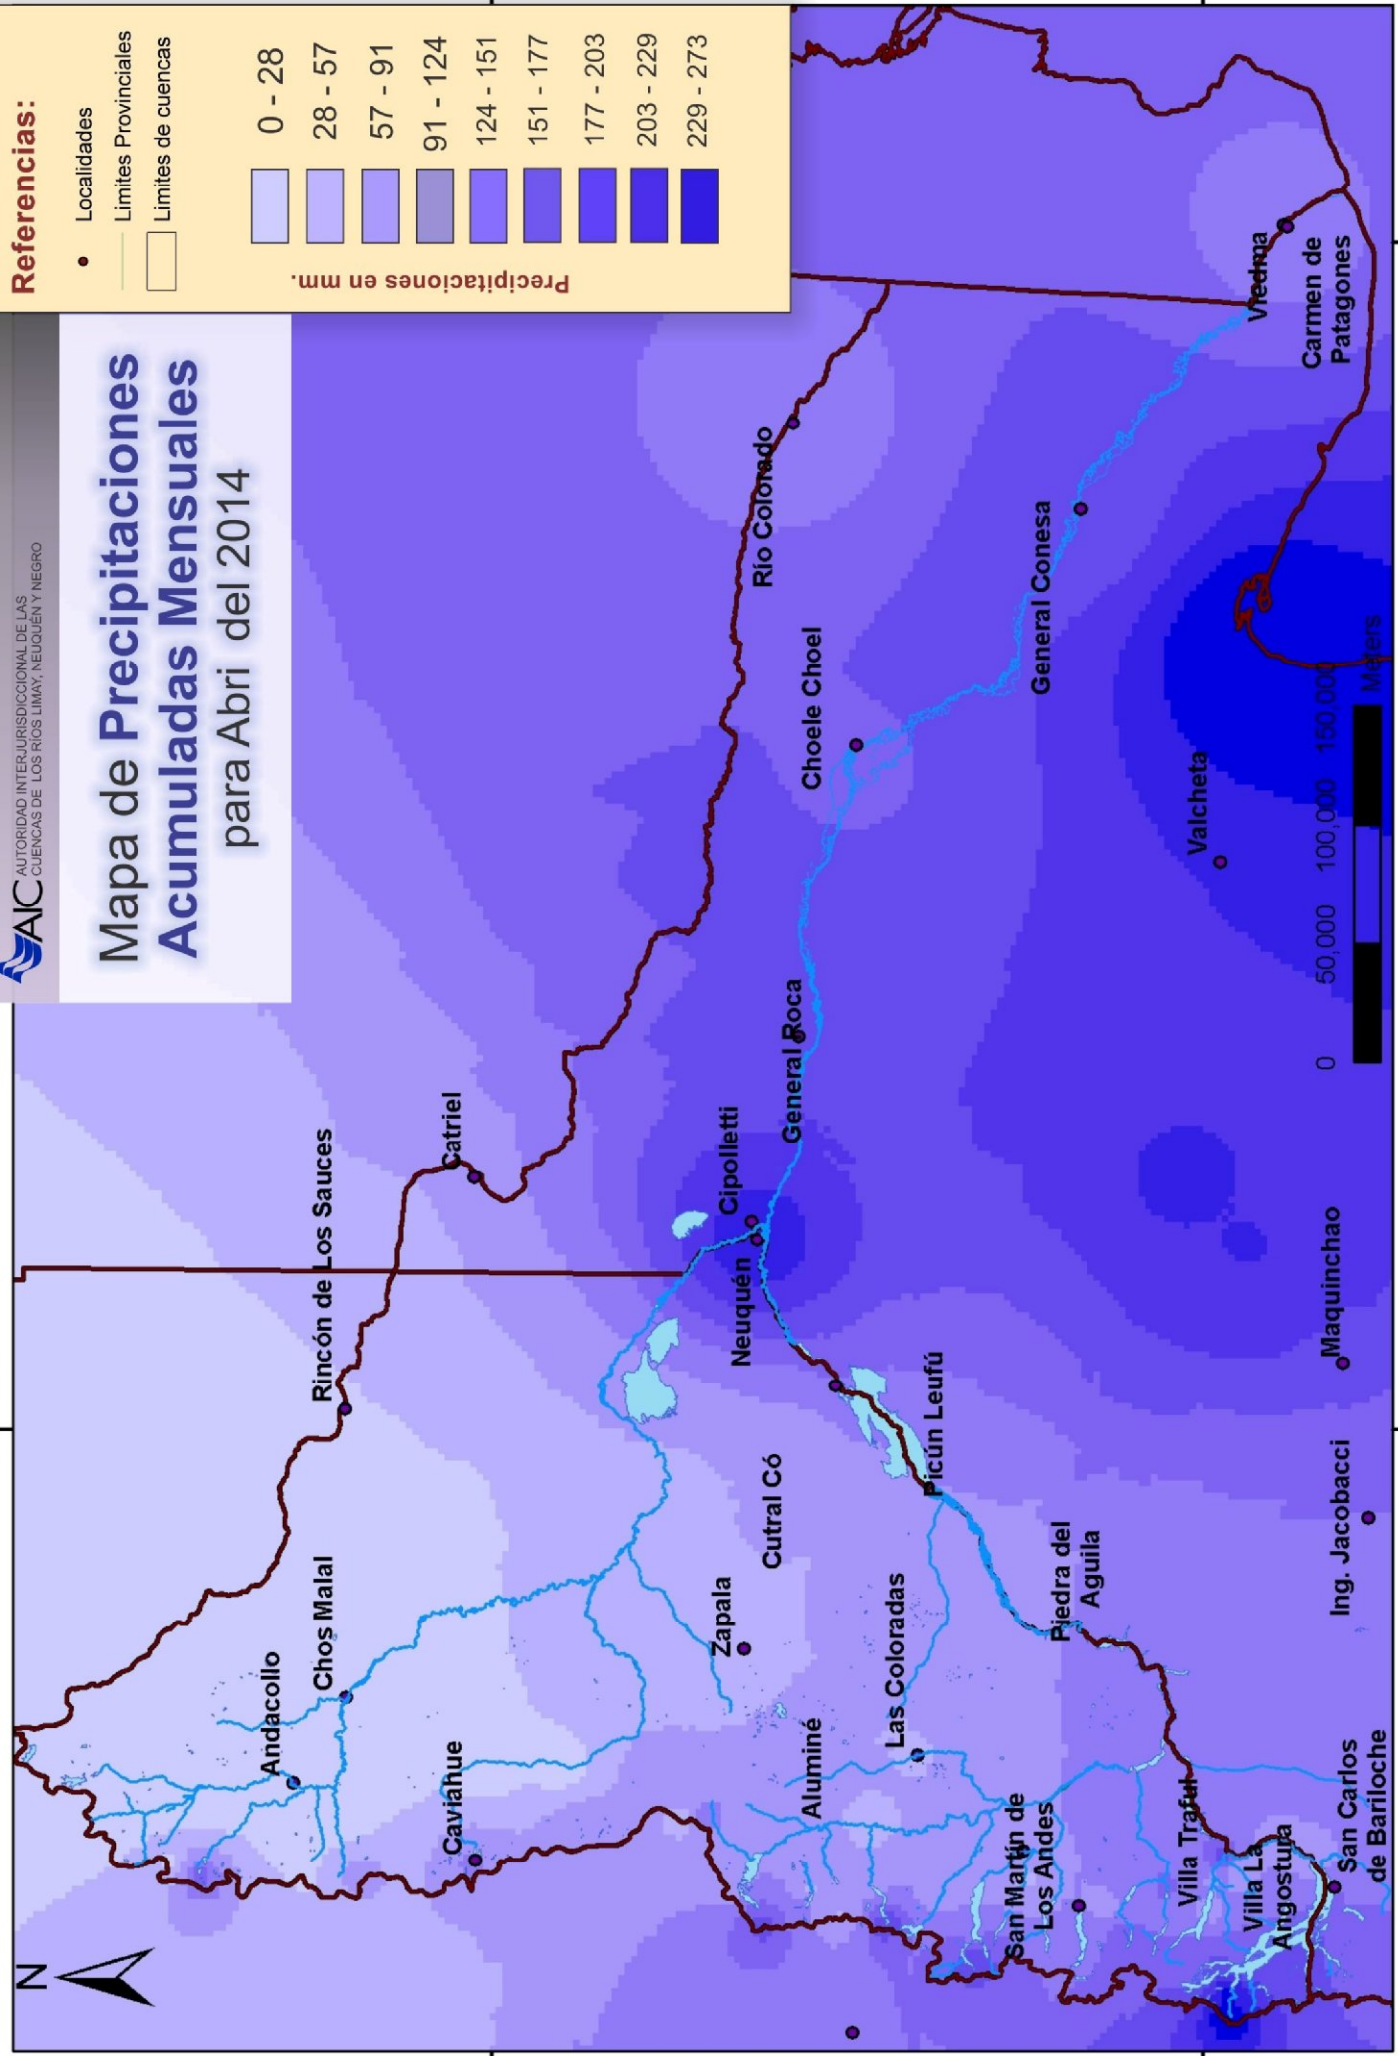 AIC
AUTORIDAD INTERJURISDICCIONAL DE LAS
CUENCAS DE LOS RÍOS LIMAY, NEUQUÉN Y NEGRO
Mapa de Precipitaciones
Acumuladas Mensuales
para Abri del 2014
Referencias:
Localidades
Limites Provinciales
Limites de cuencas
Precipitaciones en mm.
0 - 28
28 - 57
57 - 91
91 - 124
124 - 151
151 - 177
177 - 203
203 - 229
229 - 273
N
Andacollo
Chos Malal
Rincón de Los Sauces
Catriel
Caviahue
Zapala
Cutral Có
Neuquén
Cipolletti
General Roca
Choele Choel
Río Colorado
Aluminé
Las Coloradas
Picún Leufú
San Martín de
Los Andes
Piedra del
Aguila
General Conesa
Villa Traful
Valcheta
Viedma
Villa La
Angostura
Carmen de
Patagones
San Carlos
de Bariloche
Ing. Jacobacci
Maquinchao
0 50,000 100,000 150,000
Meters